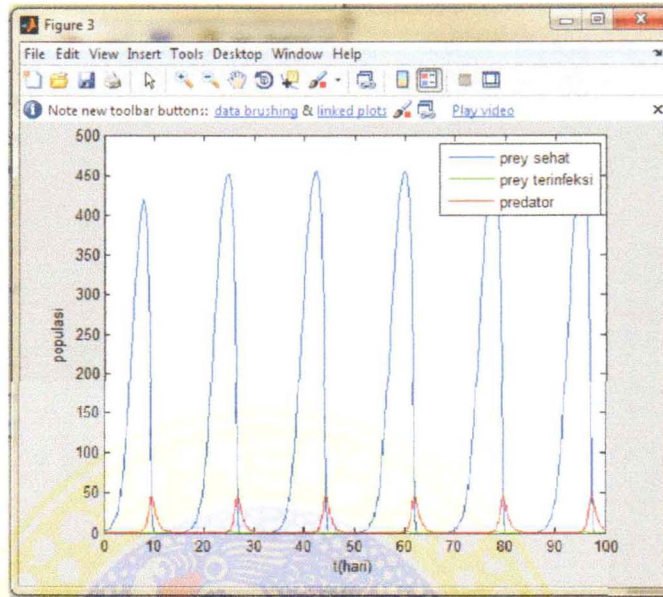 Figure 3
File Edit View Insert Tools Desktop Window Help
Note new toolbar buttons: data brushing & linked plots Play video
500
450
400
350
300
250
200
150
100
50
0
populasi
prey sehat
prey terinfeksi
predator
0 10 20 30 40 50 60 70 80 90 100
t(hari)